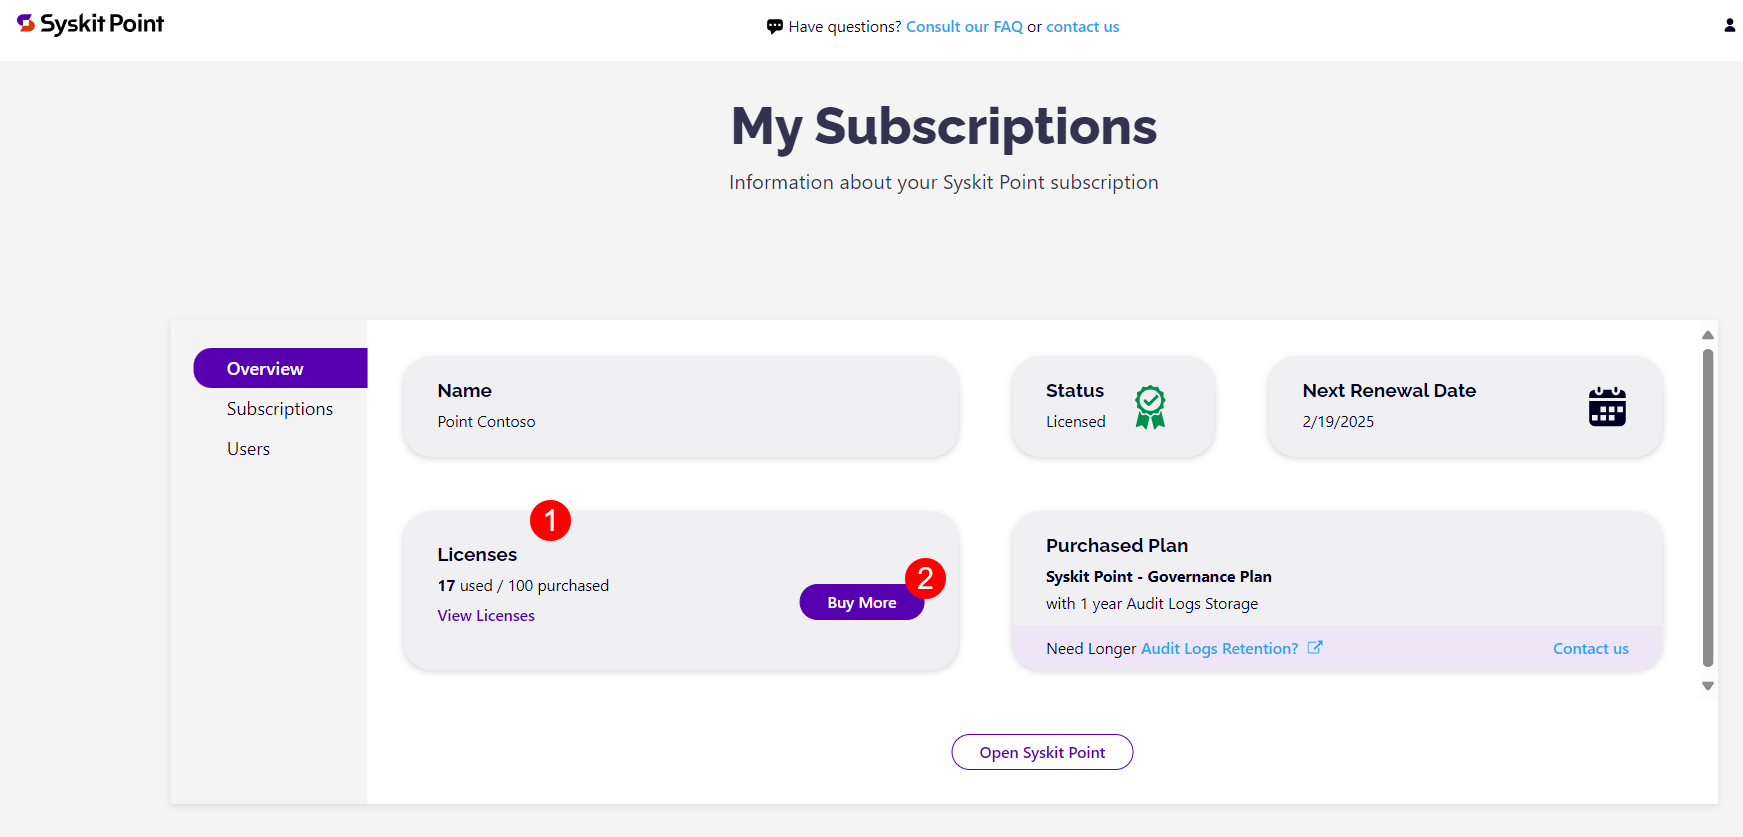 Syskit Point
Have questions? Consult our FAQ or contact us
My Subscriptions
Information about your Syskit Point subscription
Overview
Subscriptions
Users
Name
Point Contoso
Status
Licensed
Next Renewal Date
2/19/2025
1
Licenses
17 used / 100 purchased
View Licenses
2
Buy More
Purchased Plan
Syskit Point - Governance Plan
with 1 year Audit Logs Storage
Need Longer Audit Logs Retention?
Contact us
Open Syskit Point